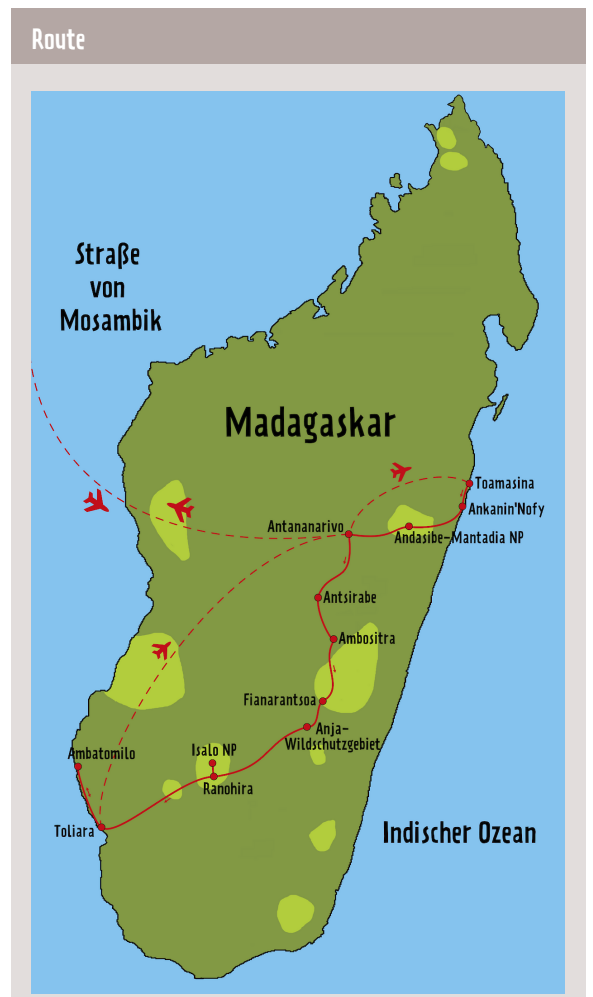 Route
Straße
von
Mosambik
Madagaskar
Toamasina
Ankanin'Nofy
Antananarivo
Andasibe-Mantadia NP
Antsirabe
Ambositra
Fianarantsoa
Anja-
Wildschutzgebiet
Isalo NP
Ambatomilo
Ranohira
Toliara
Indischer Ozean